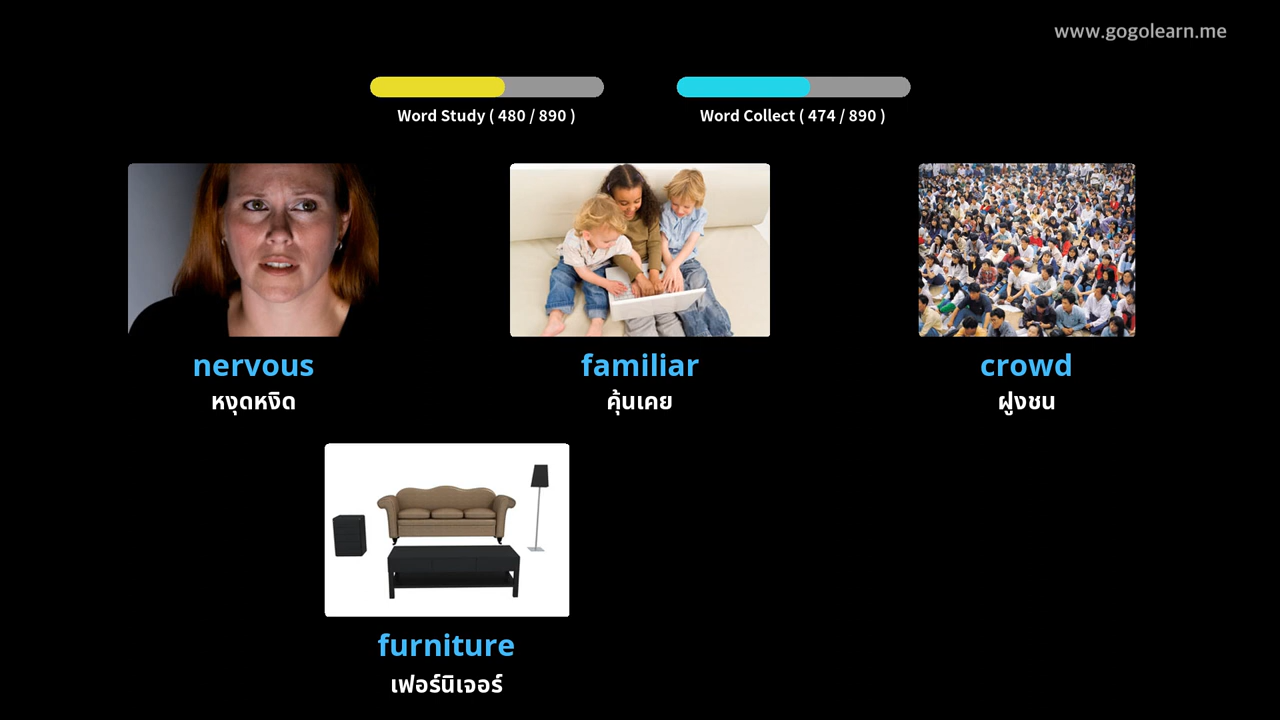 www.gogolearn.me
Word Study ( 480 / 890 )
Word Collect ( 474 / 890 )
nervous
หงุดหงิด
familiar
คุ้นเคย
crowd
ฝูงชน
furniture
เฟอร์นิเจอร์